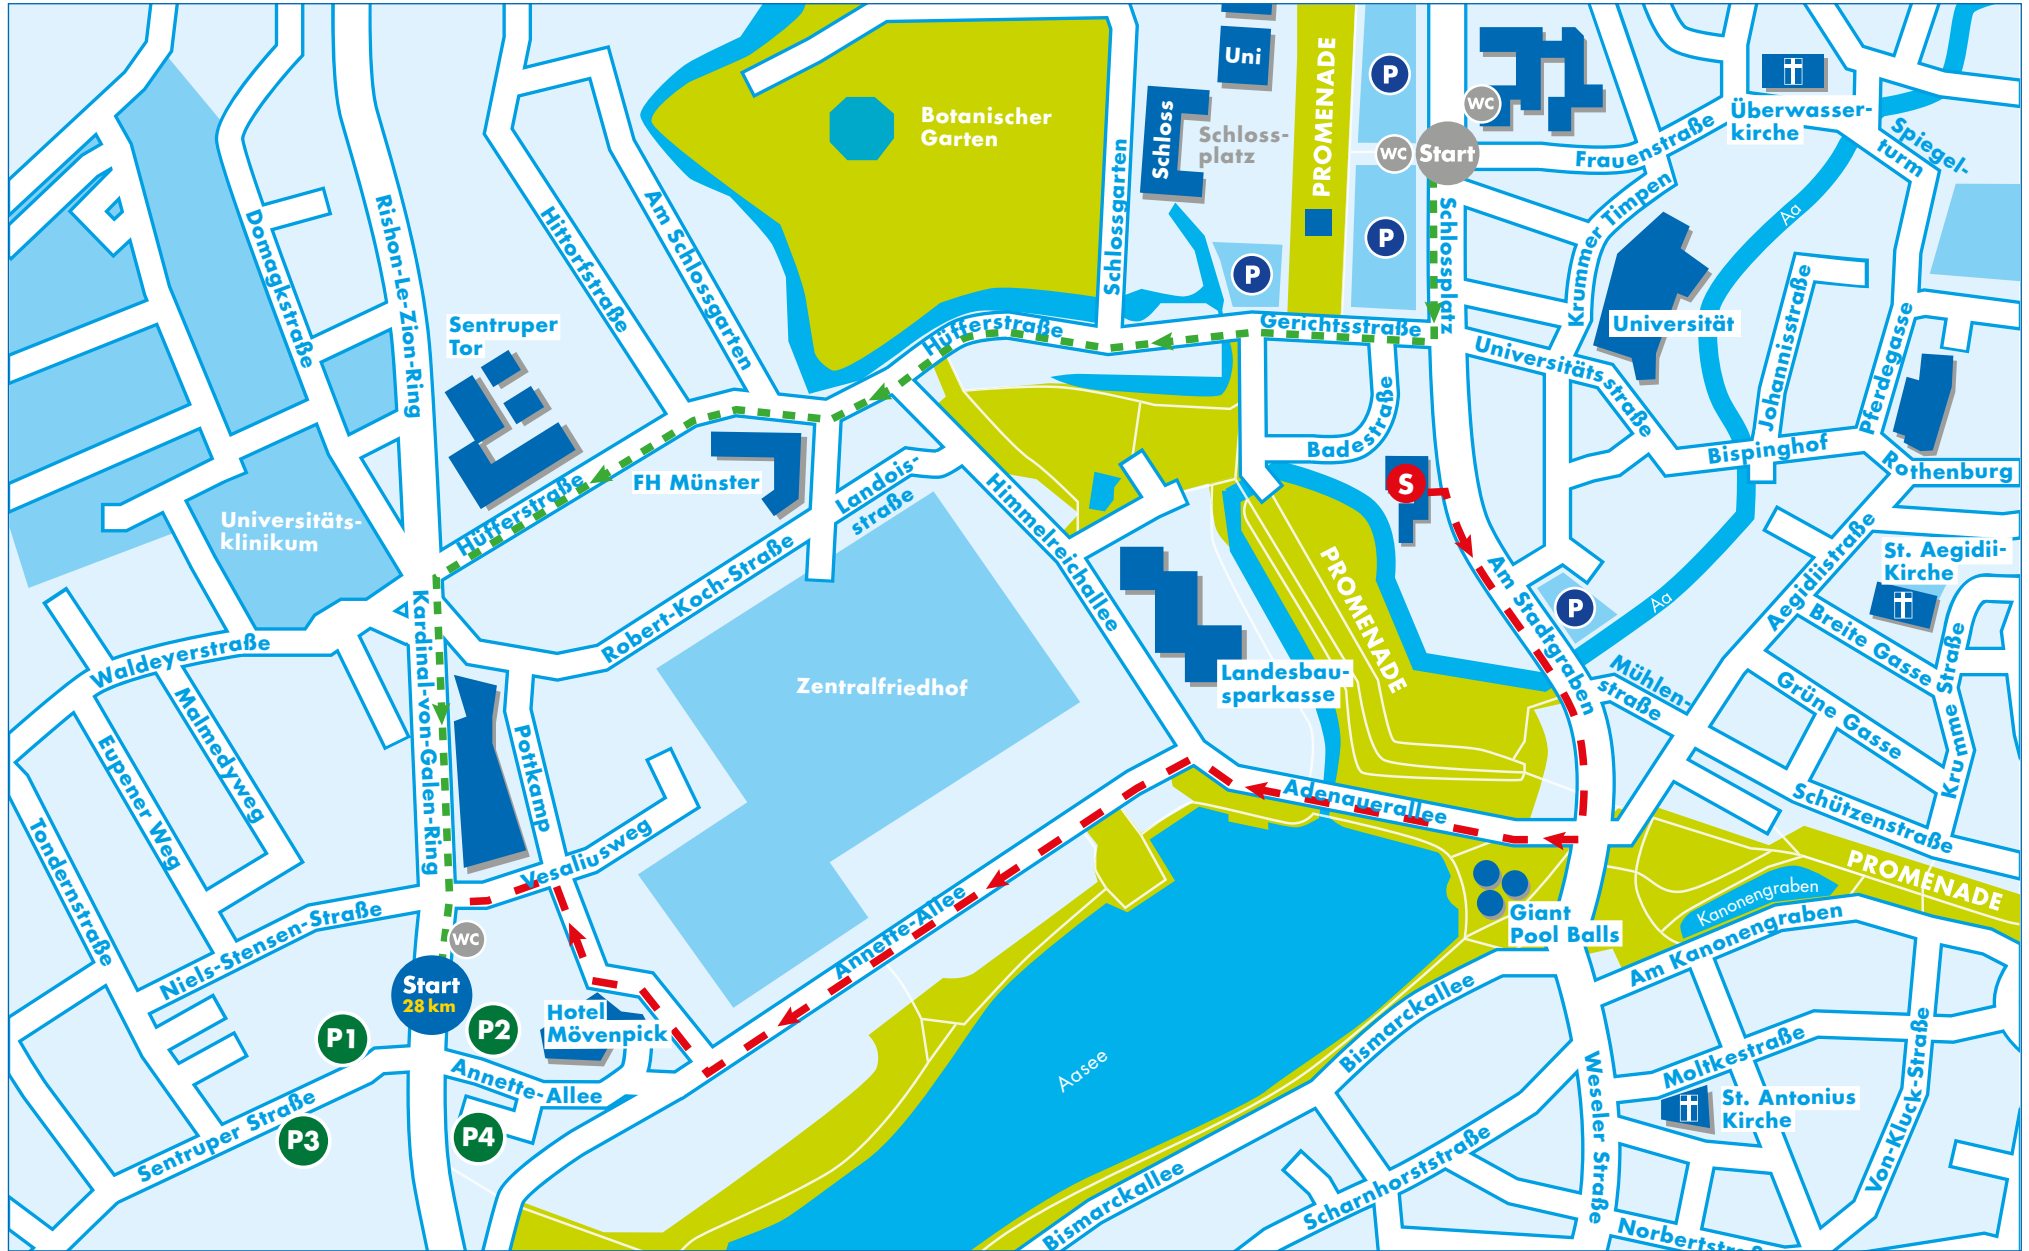 Uni
PROMENADE
P
WC
Überwasser-
kirche
Botanischer
Garten
Schloss
Schloss-
platz
WC
Start
Frauenstraße
Spiegel-
turm
Schlossgarten
Krummer Timpen
Aa
Domagkstraße
Rishon-Le-Zion-Ring
Hittorfstraße
Am Schlossgarten
P
P
Schlossplatz
Universität
Johannisstraße
Pferdegasse
Sentruper
Tor
Hüfferstraße
Gerichtsstraße
Universitätsstraße
Badestraße
Bispinghof
Rothenburg
FH Münster
Landois-
straße
Himmelreichallee
S
Universitäts-
klinikum
Hüfferstraße
Robert-Koch-Straße
PROMENADE
Am Stadtgraben
P
Aa
Aegidiistraße
St. Aegidii-
Kirche
Breite Gasse
Krumme Straße
Waldeyerstraße
Kardinal-von-Galen-Ring
Zentralfriedhof
Landesbau-
sparkasse
Mühlen-
straße
Grüne Gasse
Malmedyweg
Eupener Weg
Pottkamp
Adenauerallee
Schützenstraße
Tondernstraße
Vesaliusweg
PROMENADE
Kanonengraben
Niels-Stensen-Straße
Annette-Allee
Giant
Pool Balls
Am Kanonengraben
WC
Start
28 km
P1
P2
Hotel
Mövenpick
Bismarckallee
Aasee
Annette-Allee
Moltkestraße
Von-Kluck-Straße
Weseler Straße
St. Antonius
Kirche
Sentruper Straße
P3
P4
Scharnhorststraße
Bismarckallee
Norbertstraß